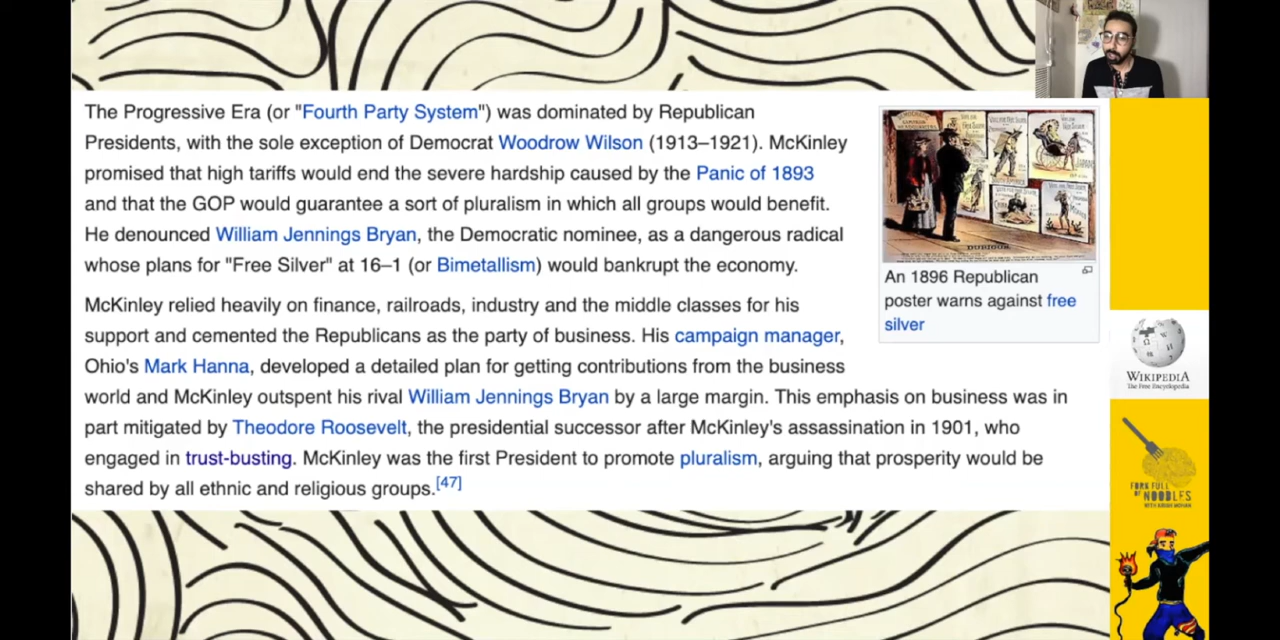 The Progressive Era (or "Fourth Party System") was dominated by Republican
Presidents, with the sole exception of Democrat Woodrow Wilson (1913–1921). McKinley
promised that high tariffs would end the severe hardship caused by the Panic of 1893
and that the GOP would guarantee a sort of pluralism in which all groups would benefit.
He denounced William Jennings Bryan, the Democratic nominee, as a dangerous radical
whose plans for "Free Silver" at 16–1 (or Bimetallism) would bankrupt the economy.
McKinley relied heavily on finance, railroads, industry and the middle classes for his
support and cemented the Republicans as the party of business. His campaign manager,
Ohio's Mark Hanna, developed a detailed plan for getting contributions from the business
world and McKinley outspent his rival William Jennings Bryan by a large margin. This emphasis on business was in
part mitigated by Theodore Roosevelt, the presidential successor after McKinley's assassination in 1901, who
engaged in trust-busting. McKinley was the first President to promote pluralism, arguing that prosperity would be
shared by all ethnic and religious groups.[47]
An 1896 Republican
poster warns against free
silver
WIKIPEDIA
The Free Encyclopedia
FORK FULL
OF NOOBLES